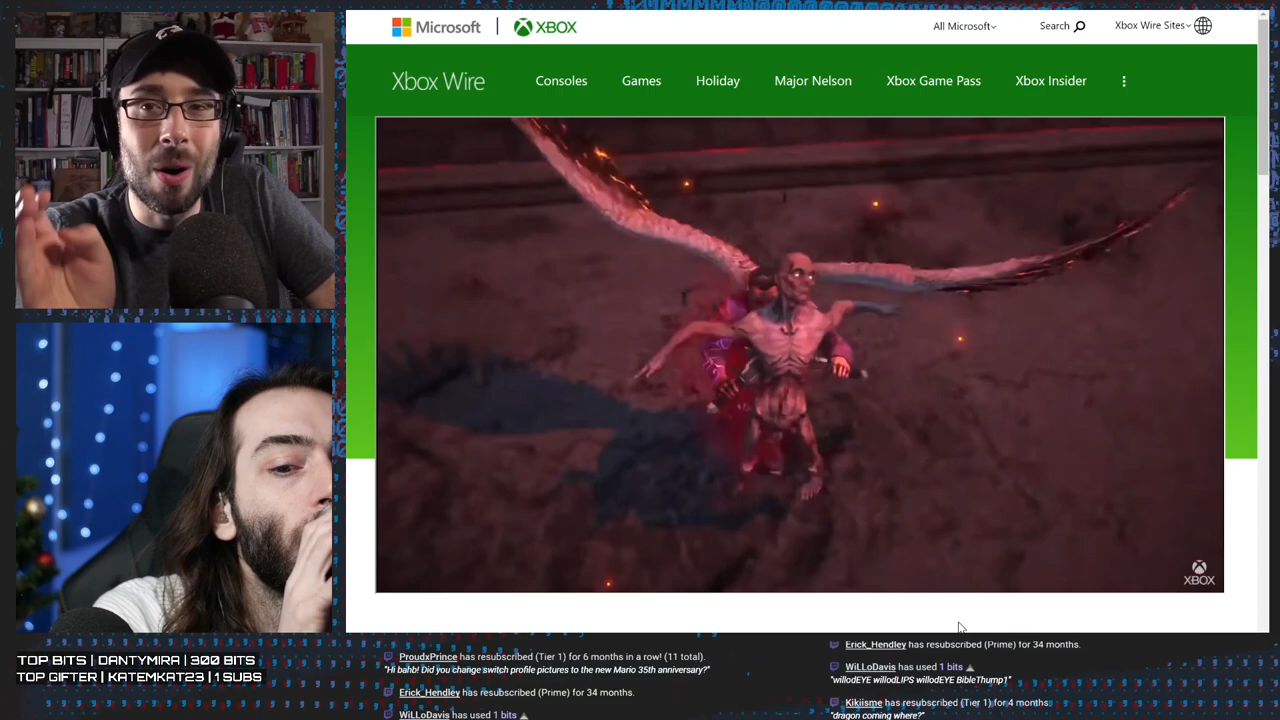 Microsoft | XBOX
All Microsoft
Search
Xbox Wire Sites
Xbox Wire
Consoles
Games
Holiday
Major Nelson
Xbox Game Pass
Xbox Insider
XBOX
TOP BITS | DANTYMIRA | 300 BITS
TOP GIFTER | KATEMKAT23 | 1 SUBS
ProudxPrince has resubscribed (Tier 1) for 6 months in a row! (11 total).
"Hi bahb! Did you change switch profile pictures to the new Mario 35th anniversary?"
Erick_Hendley has resubscribed (Prime) for 34 months.
WiLLoDavis has used 1 bits
Erick_Hendley has resubscribed (Prime) for 34 months.
WiLLoDavis has used 1 bits
"willodEYE willodLIPS willodEYE BibleThump1"
Kikiisme has resubscribed (Tier 1) for 4 months.
"dragon coming where?"